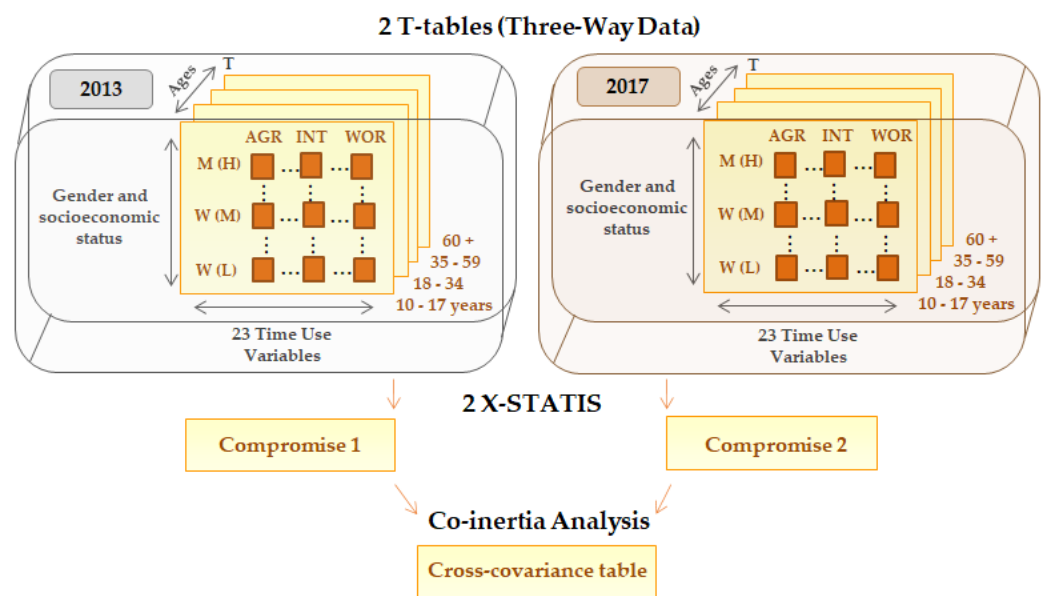 2 T-tables (Three-Way Data)
2013
Ages
T
AGR INT WOR
M (H)
Gender and
socioeconomic
status
W (M)
W (L)
60 +
35 - 59
18 - 34
10 - 17 years
23 Time Use
Variables
2017
Ages
T
AGR INT WOR
M (H)
Gender and
socioeconomic
status
W (M)
W (L)
60 +
35 - 59
18 - 34
10 - 17 years
23 Time Use
Variables
2 X-STATIS
Compromise 1
Compromise 2
Co-inertia Analysis
Cross-covariance table